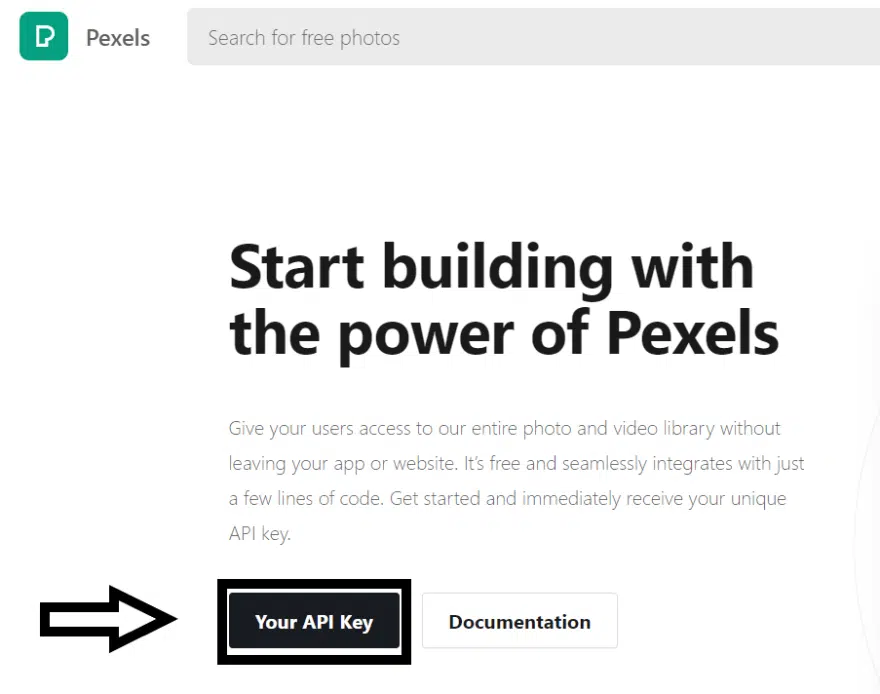 Pexels
Search for free photos
Start building with
the power of Pexels
Give your users access to our entire photo and video library without
leaving your app or website. It’s free and seamlessly integrates with just
a few lines of code. Get started and immediately receive your unique
API key.
Your API Key
Documentation